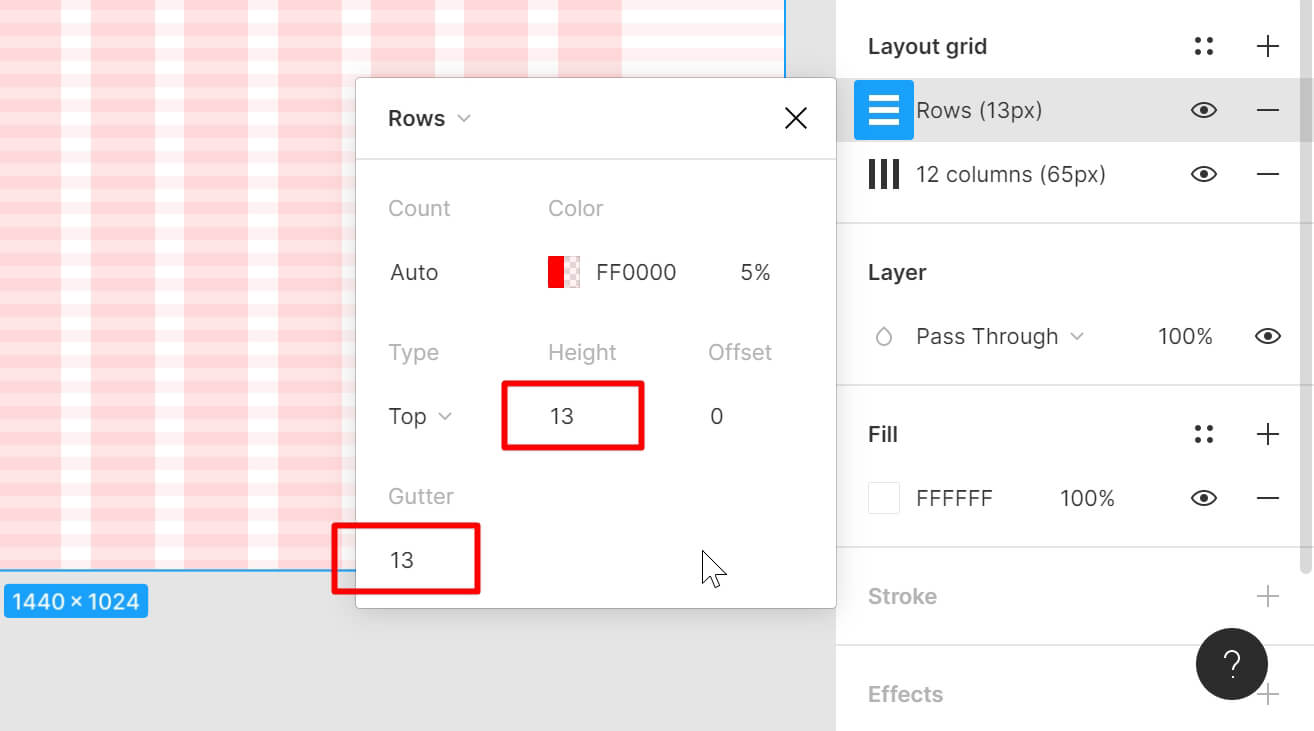 Layout grid
Rows (13px)
12 columns (65px)
Rows
Count Color
Auto FF0000 5%
Type Height Offset
Top 13 0
Gutter
13
1440 × 1024
Layer
Pass Through 100%
Fill
FFFFFF 100%
Stroke
Effects
?